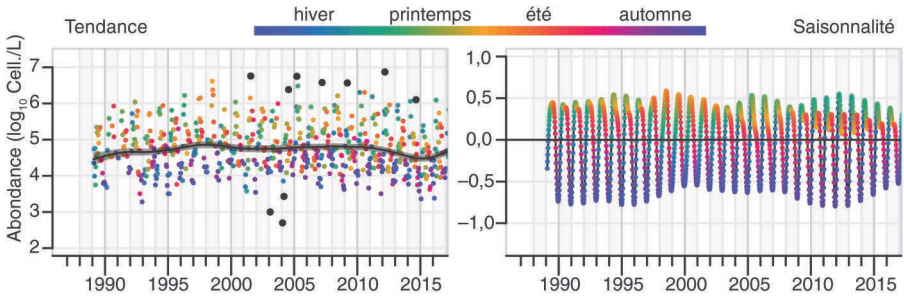 hiver printemps été automne
Tendance Saisonnalité
Abondance (log10 Cell./L)
7
6
5
4
3
2
1990 1995 2000 2005 2010 2015
1,0
0,5
0,0
–0,5
–1,0
1990 1995 2000 2005 2010 2015